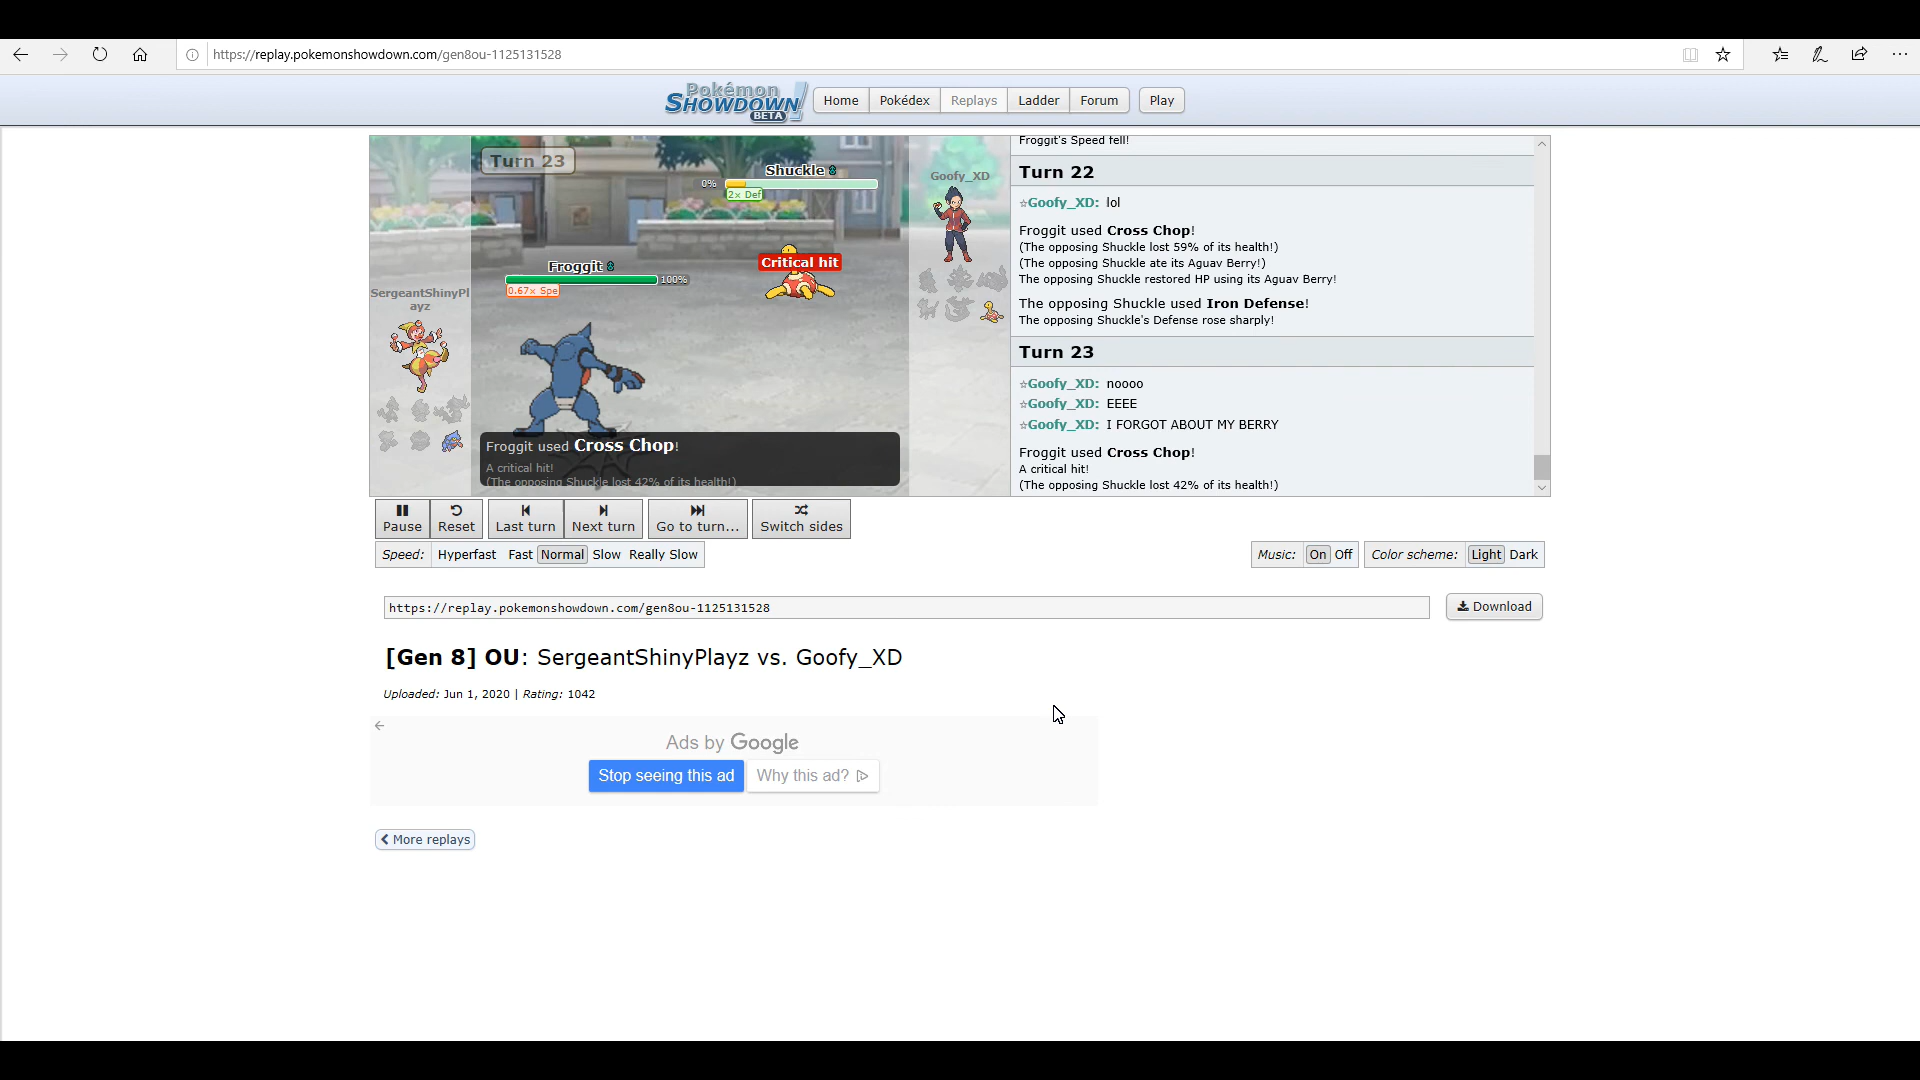 https://replay.pokemonshowdown.com/gen8ou-1125131528
Pokémon
SHOWDOWN!
BETA
Home
Pokédex
Replays
Ladder
Forum
Play
Turn 23
Shuckle
0%
2× Def
Critical hit
Froggit
100%
0.67× Spe
SergeantShinyPl
ayz
Goofy_XD
Froggit used Cross Chop!
A critical hit!
(The opposing Shuckle lost 42% of its health!)
Froggit's Speed fell!
Turn 22
☆Goofy_XD: lol
Froggit used Cross Chop!
(The opposing Shuckle lost 59% of its health!)
(The opposing Shuckle ate its Aguav Berry!)
The opposing Shuckle restored HP using its Aguav Berry!
The opposing Shuckle used Iron Defense!
The opposing Shuckle's Defense rose sharply!
Turn 23
☆Goofy_XD: noooo
☆Goofy_XD: EEEE
☆Goofy_XD: I FORGOT ABOUT MY BERRY
Froggit used Cross Chop!
A critical hit!
(The opposing Shuckle lost 42% of its health!)
Pause
Reset
Last turn
Next turn
Go to turn...
Switch sides
Speed: Hyperfast Fast Normal Slow Really Slow
Music: On Off
Color scheme: Light Dark
https://replay.pokemonshowdown.com/gen8ou-1125131528
Download
[Gen 8] OU: SergeantShinyPlayz vs. Goofy_XD
Uploaded: Jun 1, 2020 | Rating: 1042
Ads by Google
Stop seeing this ad
Why this ad?
More replays